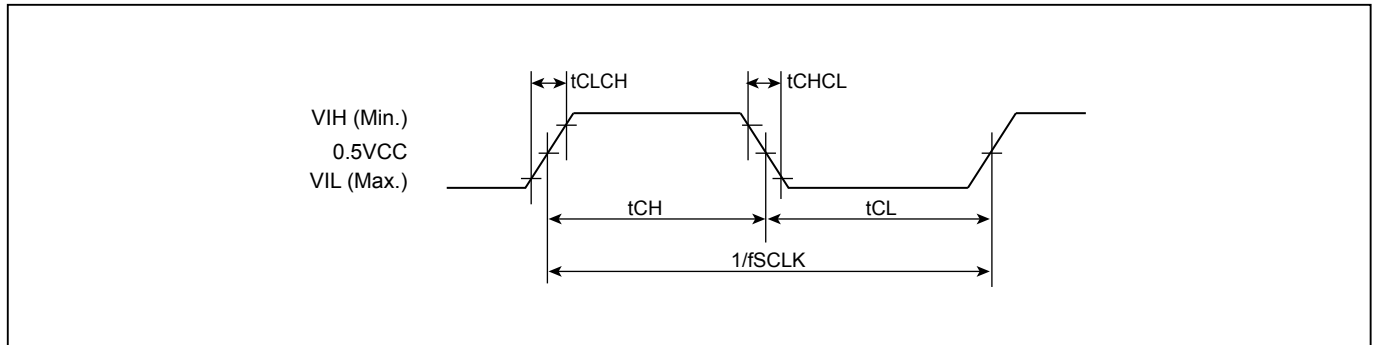 tCLCH
tCHCL
VIH (Min.)
0.5VCC
VIL (Max.)
tCH
tCL
1/fSCLK